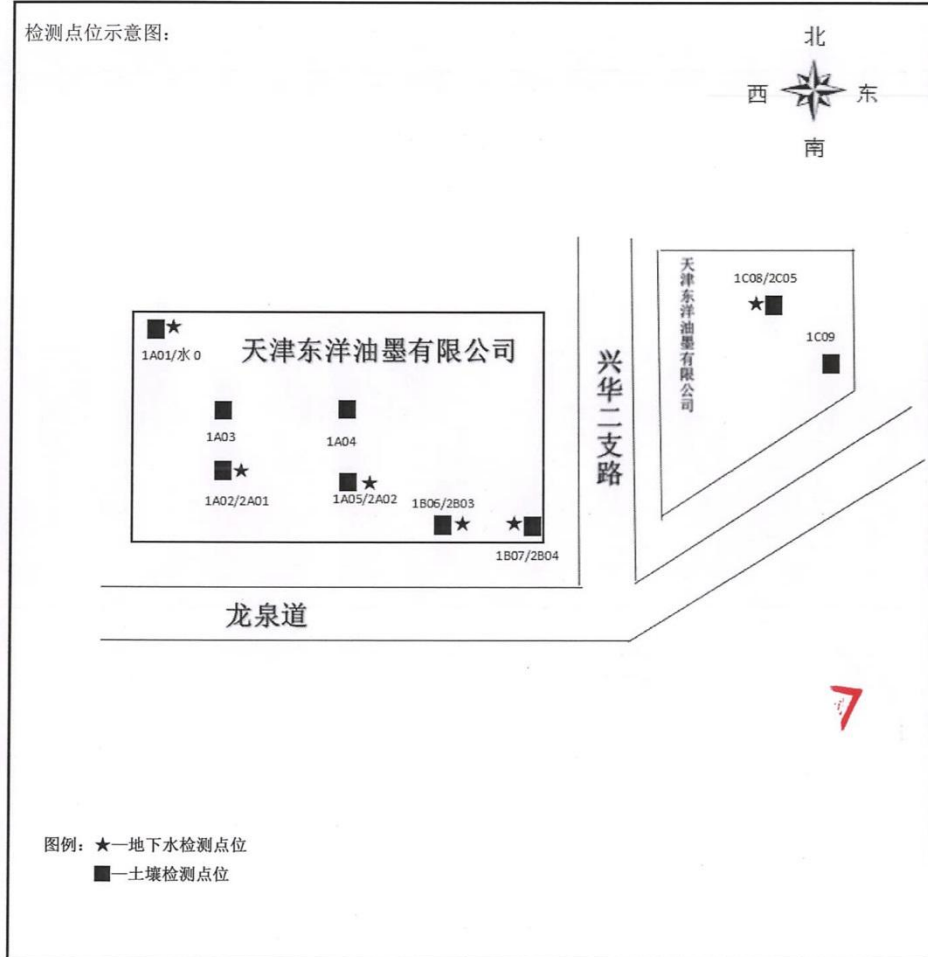 检测点位示意图：
北
西 东
南
天津东洋油墨有限公司
1C08/2C05
1C09
1A01/水 0
天津东洋油墨有限公司
兴华二支路
1A03
1A04
1A02/2A01
1A05/2A02
1B06/2B03
1B07/2B04
龙泉道
图例：★—地下水检测点位
■—土壤检测点位